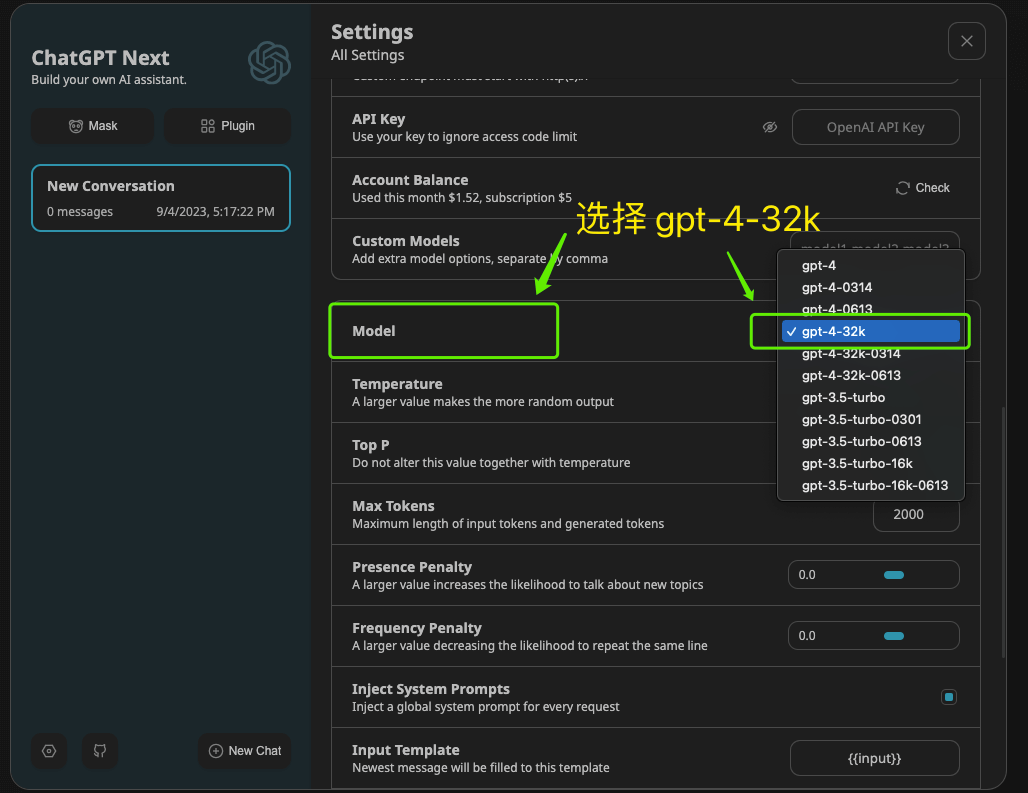 ChatGPT Next
Build your own AI assistant.
Mask
Plugin
New Conversation
0 messages
9/4/2023, 5:17:22 PM
New Chat
Settings
All Settings
Custom endpoint must start with http(s)://
API Key
Use your key to ignore access code limit
OpenAI API Key
Account Balance
Used this month $1.52, subscription $5
Check
选择 gpt-4-32k
Custom Models
Add extra model options, separate by comma
model1,model2,model3
Model
gpt-4
gpt-4-0314
gpt-4-0613
✓ gpt-4-32k
gpt-4-32k-0314
gpt-4-32k-0613
gpt-3.5-turbo
gpt-3.5-turbo-0301
gpt-3.5-turbo-0613
gpt-3.5-turbo-16k
gpt-3.5-turbo-16k-0613
Temperature
A larger value makes the more random output
Top P
Do not alter this value together with temperature
Max Tokens
Maximum length of input tokens and generated tokens
2000
Presence Penalty
A larger value increases the likelihood to talk about new topics
0.0
Frequency Penalty
A larger value decreasing the likelihood to repeat the same line
0.0
Inject System Prompts
Inject a global system prompt for every request
Input Template
Newest message will be filled to this template
{{input}}